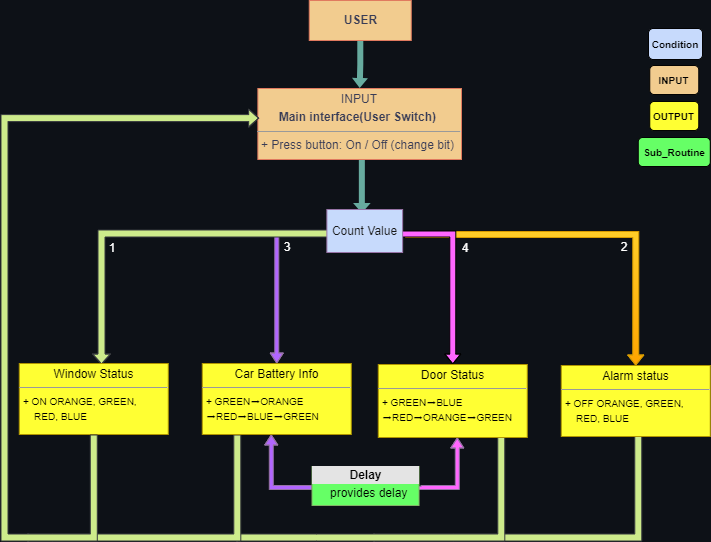 USER
Condition
INPUT
OUTPUT
Sub_Routine
INPUT
Main interface(User Switch)
+ Press button: On / Off (change bit)
Count Value
1
3
4
2
Window Status
+ ON ORANGE, GREEN,
RED, BLUE
Car Battery Info
+ GREEN→ORANGE
→RED→BLUE→GREEN
Door Status
+ GREEN→BLUE
→RED→ORANGE→GREEN
Alarm status
+ OFF ORANGE, GREEN,
RED, BLUE
Delay
provides delay